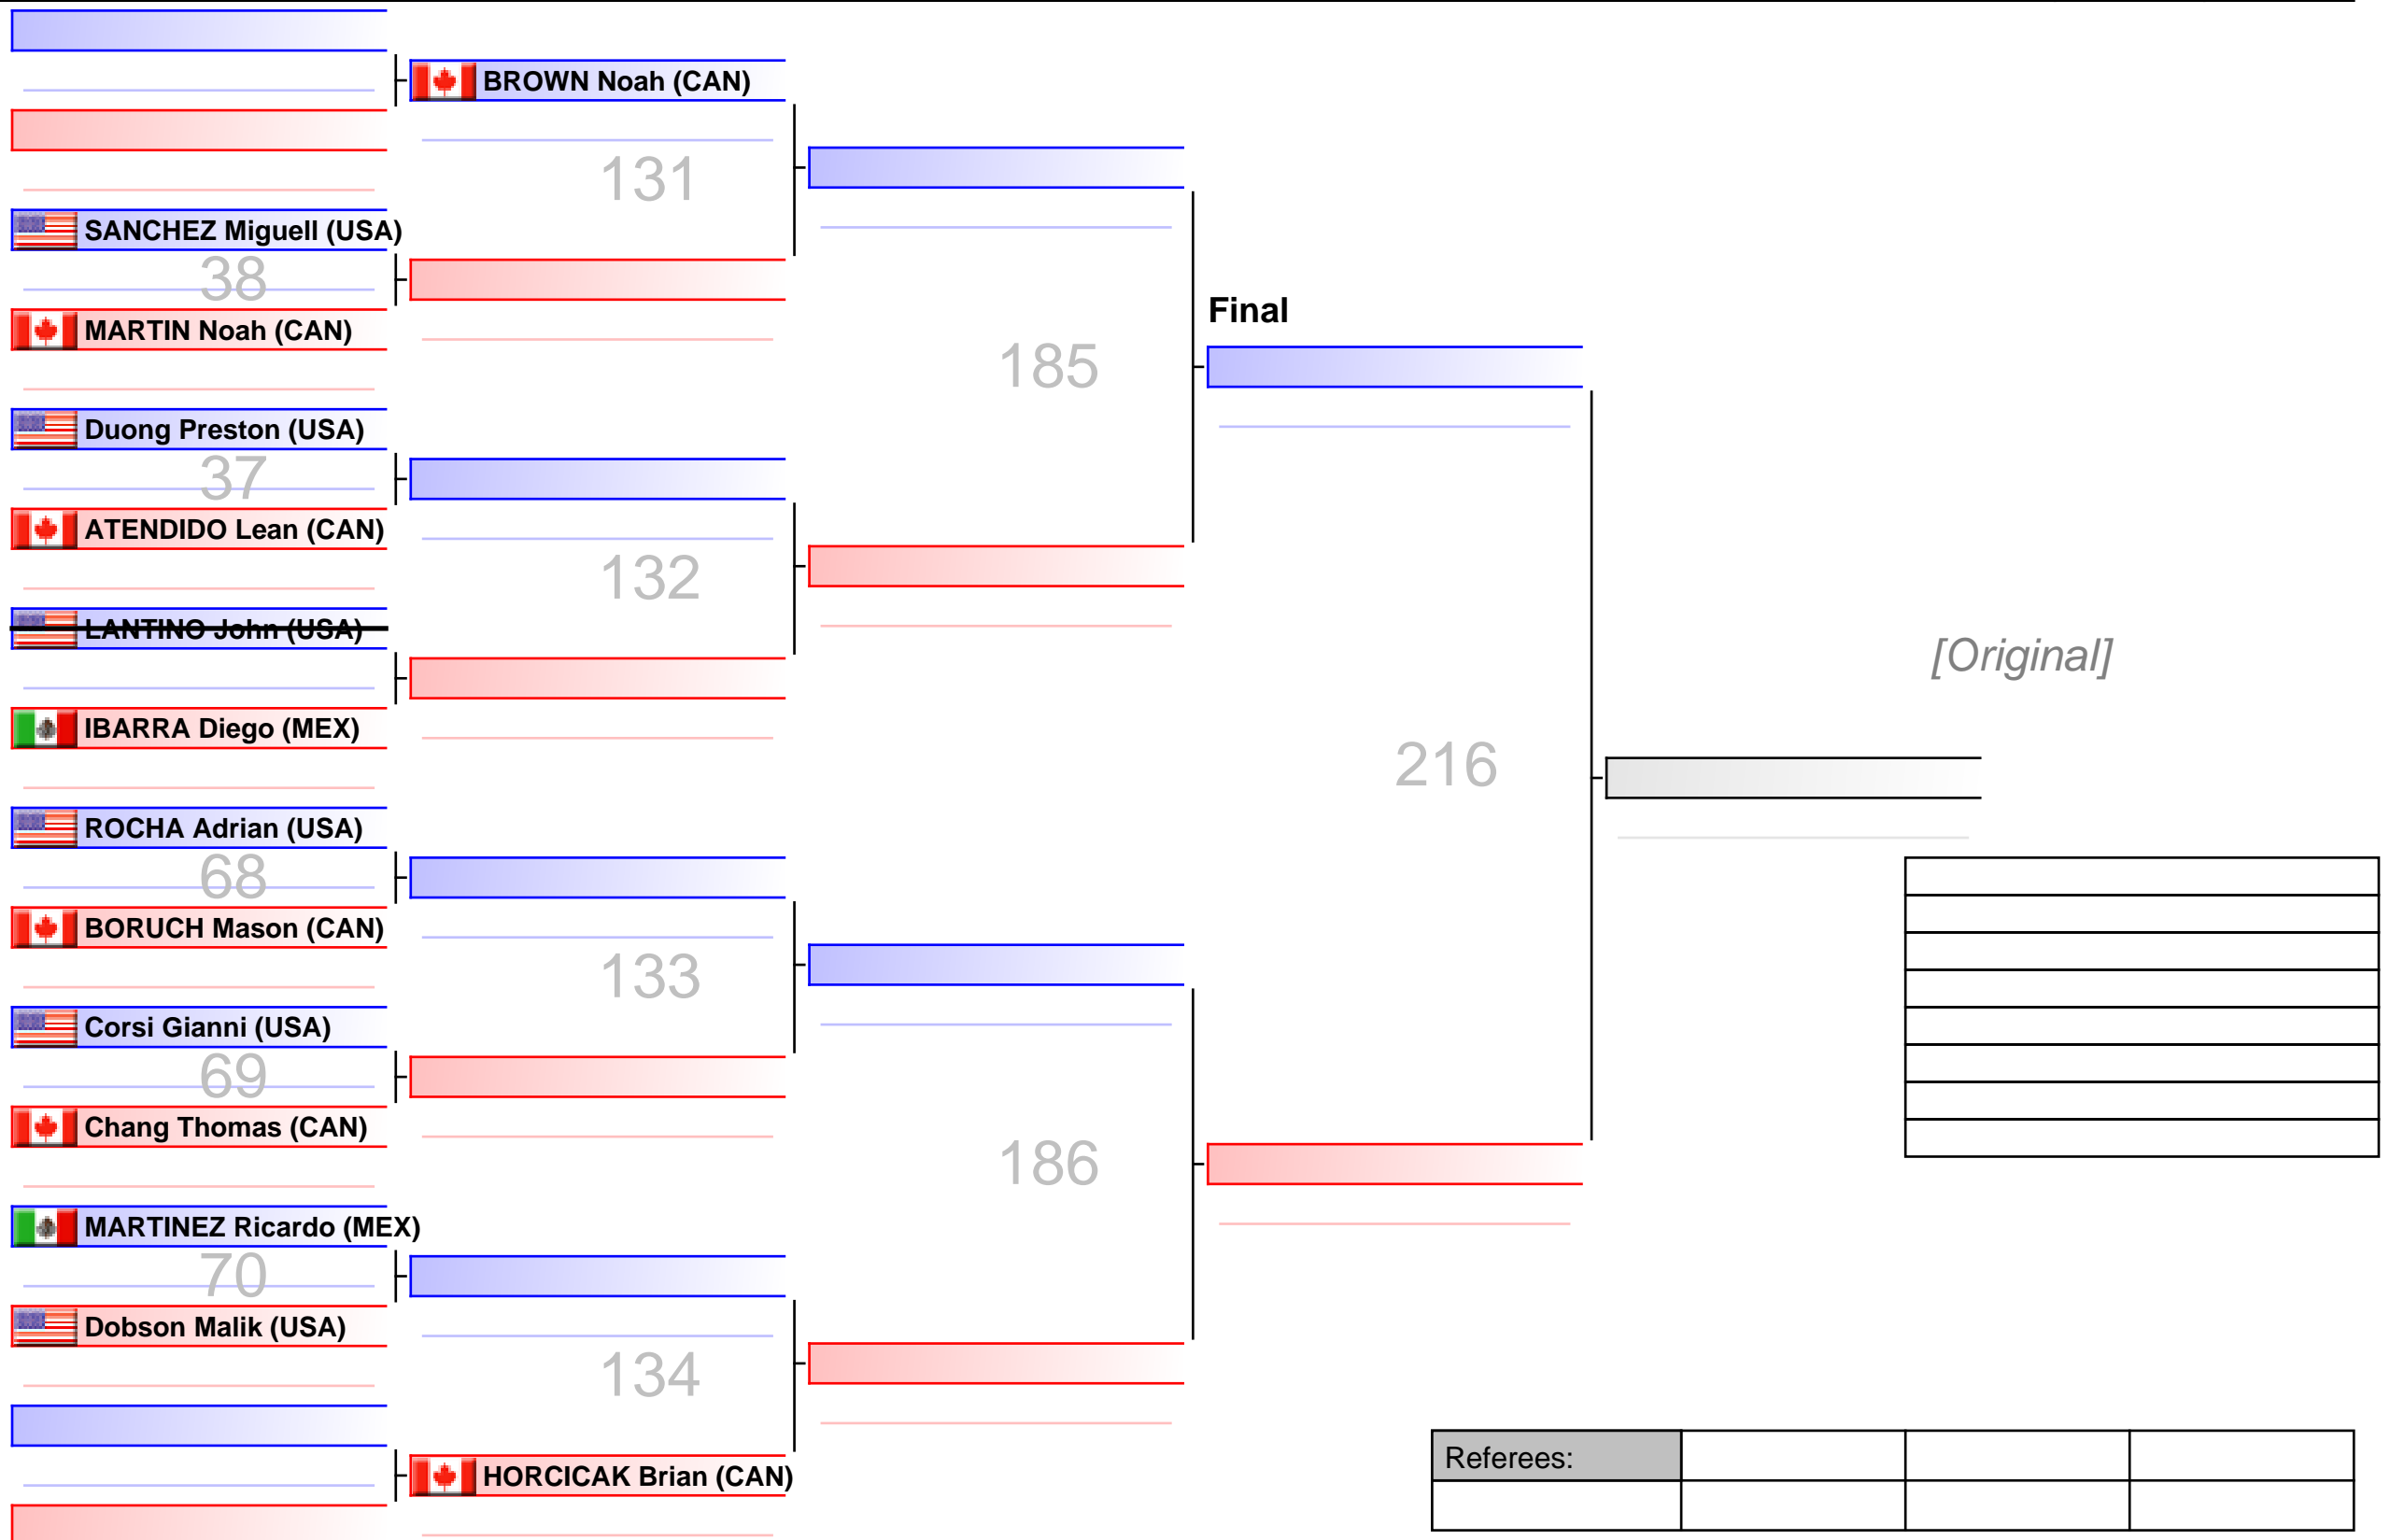 BROWN Noah (CAN)
131
SANCHEZ Miguell (USA)
38
MARTIN Noah (CAN)
Final
185
Duong Preston (USA)
37
ATENDIDO Lean (CAN)
132
LANTINO John (USA)
[Original]
IBARRA Diego (MEX)
216
ROCHA Adrian (USA)
68
BORUCH Mason (CAN)
133
Corsi Gianni (USA)
69
Chang Thomas (CAN)
186
MARTINEZ Ricardo (MEX)
70
Dobson Malik (USA)
134
Referees:
HORCICAK Brian (CAN)